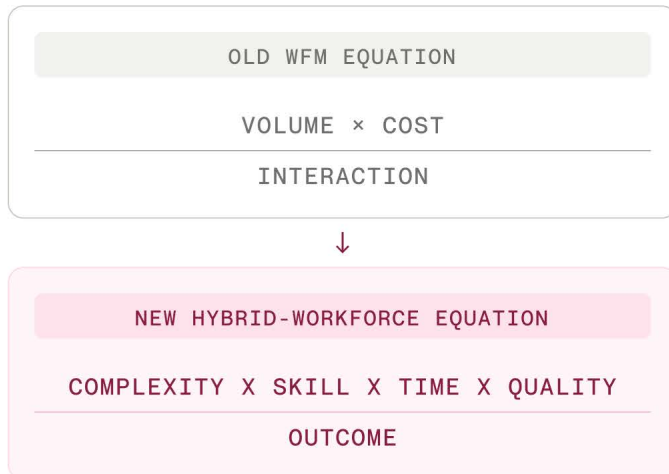 OLD WFM EQUATION
VOLUME × COST
INTERACTION
↓
NEW HYBRID-WORKFORCE EQUATION
COMPLEXITY X SKILL X TIME X QUALITY
OUTCOME